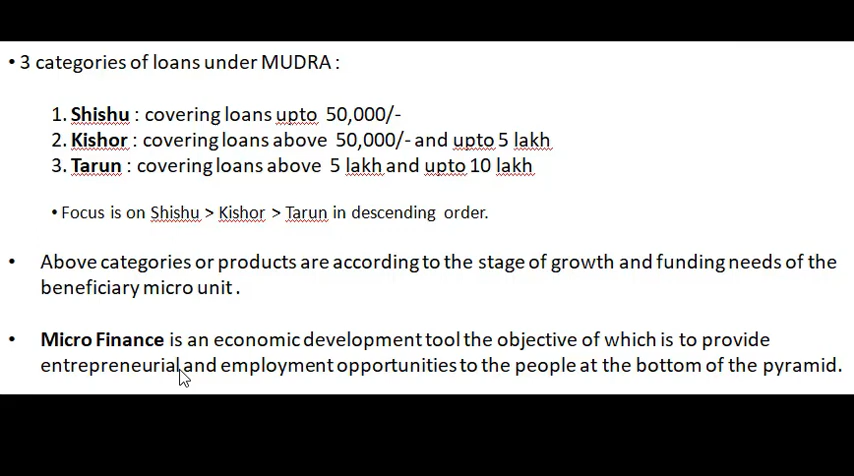 • 3 categories of loans under MUDRA :
1. Shishu : covering loans upto 50,000/-
2. Kishor : covering loans above 50,000/- and upto 5 lakh
3. Tarun : covering loans above 5 lakh and upto 10 lakh
• Focus is on Shishu > Kishor > Tarun in descending order.
• Above categories or products are according to the stage of growth and funding needs of the
beneficiary micro unit.
• Micro Finance is an economic development tool the objective of which is to provide
entrepreneurial and employment opportunities to the people at the bottom of the pyramid.